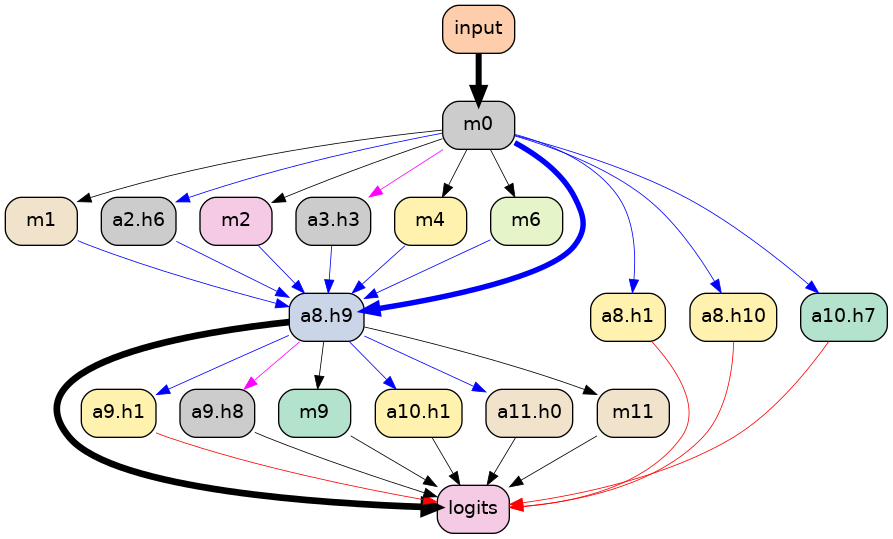 input
m0
m1
a2.h6
m2
a3.h3
m4
m6
a8.h9
a8.h1
a8.h10
a10.h7
a9.h1
a9.h8
m9
a10.h1
a11.h0
m11
logits